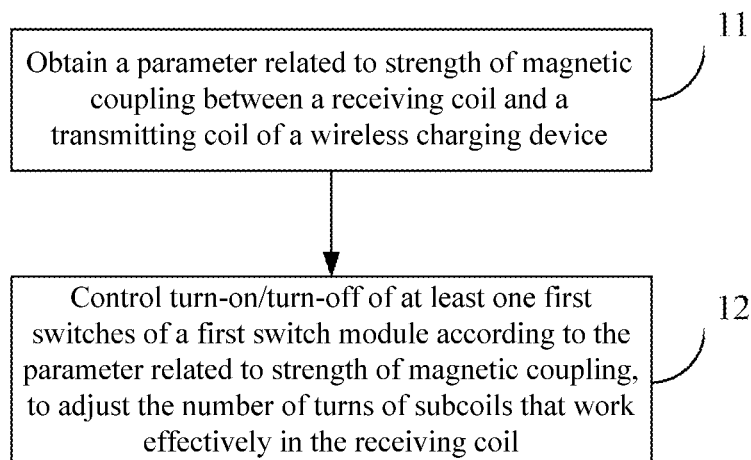 11
Obtain a parameter related to strength of magnetic
coupling between a receiving coil and a
transmitting coil of a wireless charging device
12
Control turn-on/turn-off of at least one first
switches of a first switch module according to the
parameter related to strength of magnetic coupling,
to adjust the number of turns of subcoils that work
effectively in the receiving coil